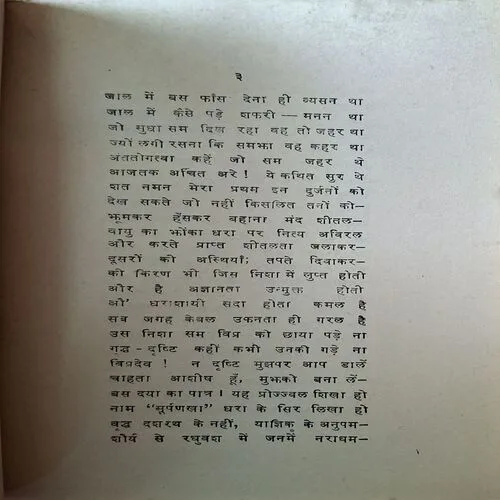 ३
जाल में बस फाँस देना ही व्यसन था
जाल में कैसे पड़े शफरी — मनन था
जो सुधा सम दिख रहा वह तो जहर था
ज्यों लगी रसना कि समझा वह कहर था
अंततोगत्वा कहें जो सम जहर थे
आजतक अर्चित अरे ! ये कथित सुर थे
शत नमन मेरा प्रथम इन दुर्जनों को
देख सकते जो नहीं किसलित तनों को—
झूमकर हँसकर बहाना मंद शीतल—
वायु का झोंका धरा पर नित्य अविरल
और करते प्राप्त शीतलता जलाकर—
दूसरों की अस्थियाँ; तपते दिवाकर—
की किरण भी जिस निशा में लुप्त होती
और है अज्ञानता उन्मुक्त होती
औ' धराशायी सदा होता कमल है
सब जगह केवल उफनता ही गरल है
उस निशा सम विप्र की छाया पड़े ना
गृद्ध - दृष्टि कहीं कभी उनकी गड़े ना
विप्रदेव ! न दृष्टि मुझपर आप डालें
चाहता आशीष हूँ, मुझको बना लें—
बस दया का पात्र। यह प्रोज्ज्वल शिखा हो
नाम “सूर्पणखा” धरा के सिर लिखा हो
वृद्ध दशरथ के नहीं, याज्ञिक के अनुपम—
शौर्य से रघुवंश में जनमें नराधम—